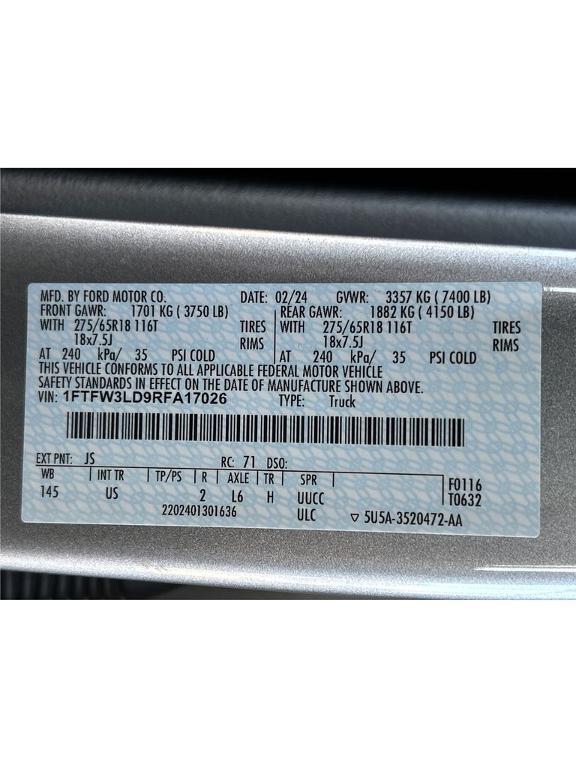 MFD. BY FORD MOTOR CO. DATE: 02/24 GVWR: 3357 KG ( 7400 LB)
FRONT GAWR: 1701 KG ( 3750 LB) REAR GAWR: 1882 KG ( 4150 LB)
WITH 275/65R18 116T TIRES WITH 275/65R18 116T TIRES
18x7.5J RIMS 18x7.5J RIMS
AT 240 kPa/ 35 PSI COLD AT 240 kPa/ 35 PSI COLD
THIS VEHICLE CONFORMS TO ALL APPLICABLE FEDERAL MOTOR VEHICLE
SAFETY STANDARDS IN EFFECT ON THE DATE OF MANUFACTURE SHOWN ABOVE.
VIN: 1FTFW3LD9RFA17026 TYPE: Truck
EXT PNT: JS RC: 71 DSO:
WB INT TR TP/PS R AXLE TR SPR F0116
145 US 2 L6 H UUCC T0632
2202401301636 ULC ▽ 5U5A-3520472-AA